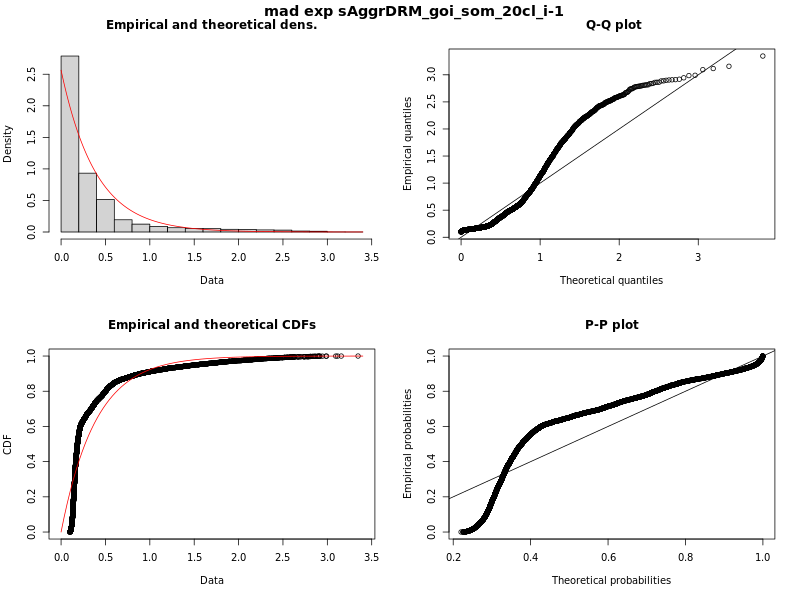 mad exp sAggrDRM_goi_som_20cl_i-1
Empirical and theoretical dens.
Density
0.0 0.5 1.0 1.5 2.0 2.5
0.0 0.5 1.0 1.5 2.0 2.5 3.0 3.5
Data
Q-Q plot
Empirical quantiles
0.0 0.5 1.0 1.5 2.0 2.5 3.0
0 1 2 3
Theoretical quantiles
Empirical and theoretical CDFs
CDF
0.0 0.2 0.4 0.6 0.8 1.0
0.0 0.5 1.0 1.5 2.0 2.5 3.0 3.5
Data
P-P plot
Empirical probabilities
0.0 0.2 0.4 0.6 0.8 1.0
0.2 0.4 0.6 0.8 1.0
Theoretical probabilities